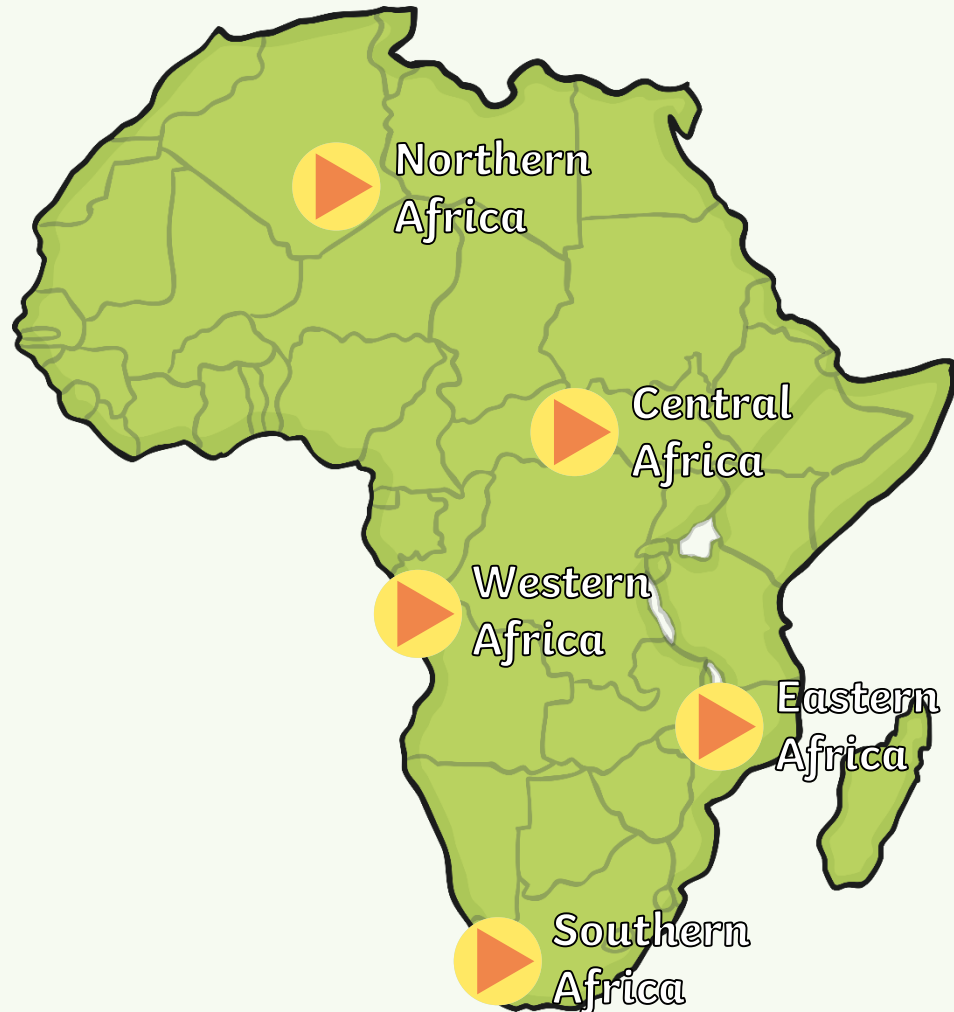 Northern
Africa
Central
Africa
Western
Africa
Eastern
Africa
Southern
Africa